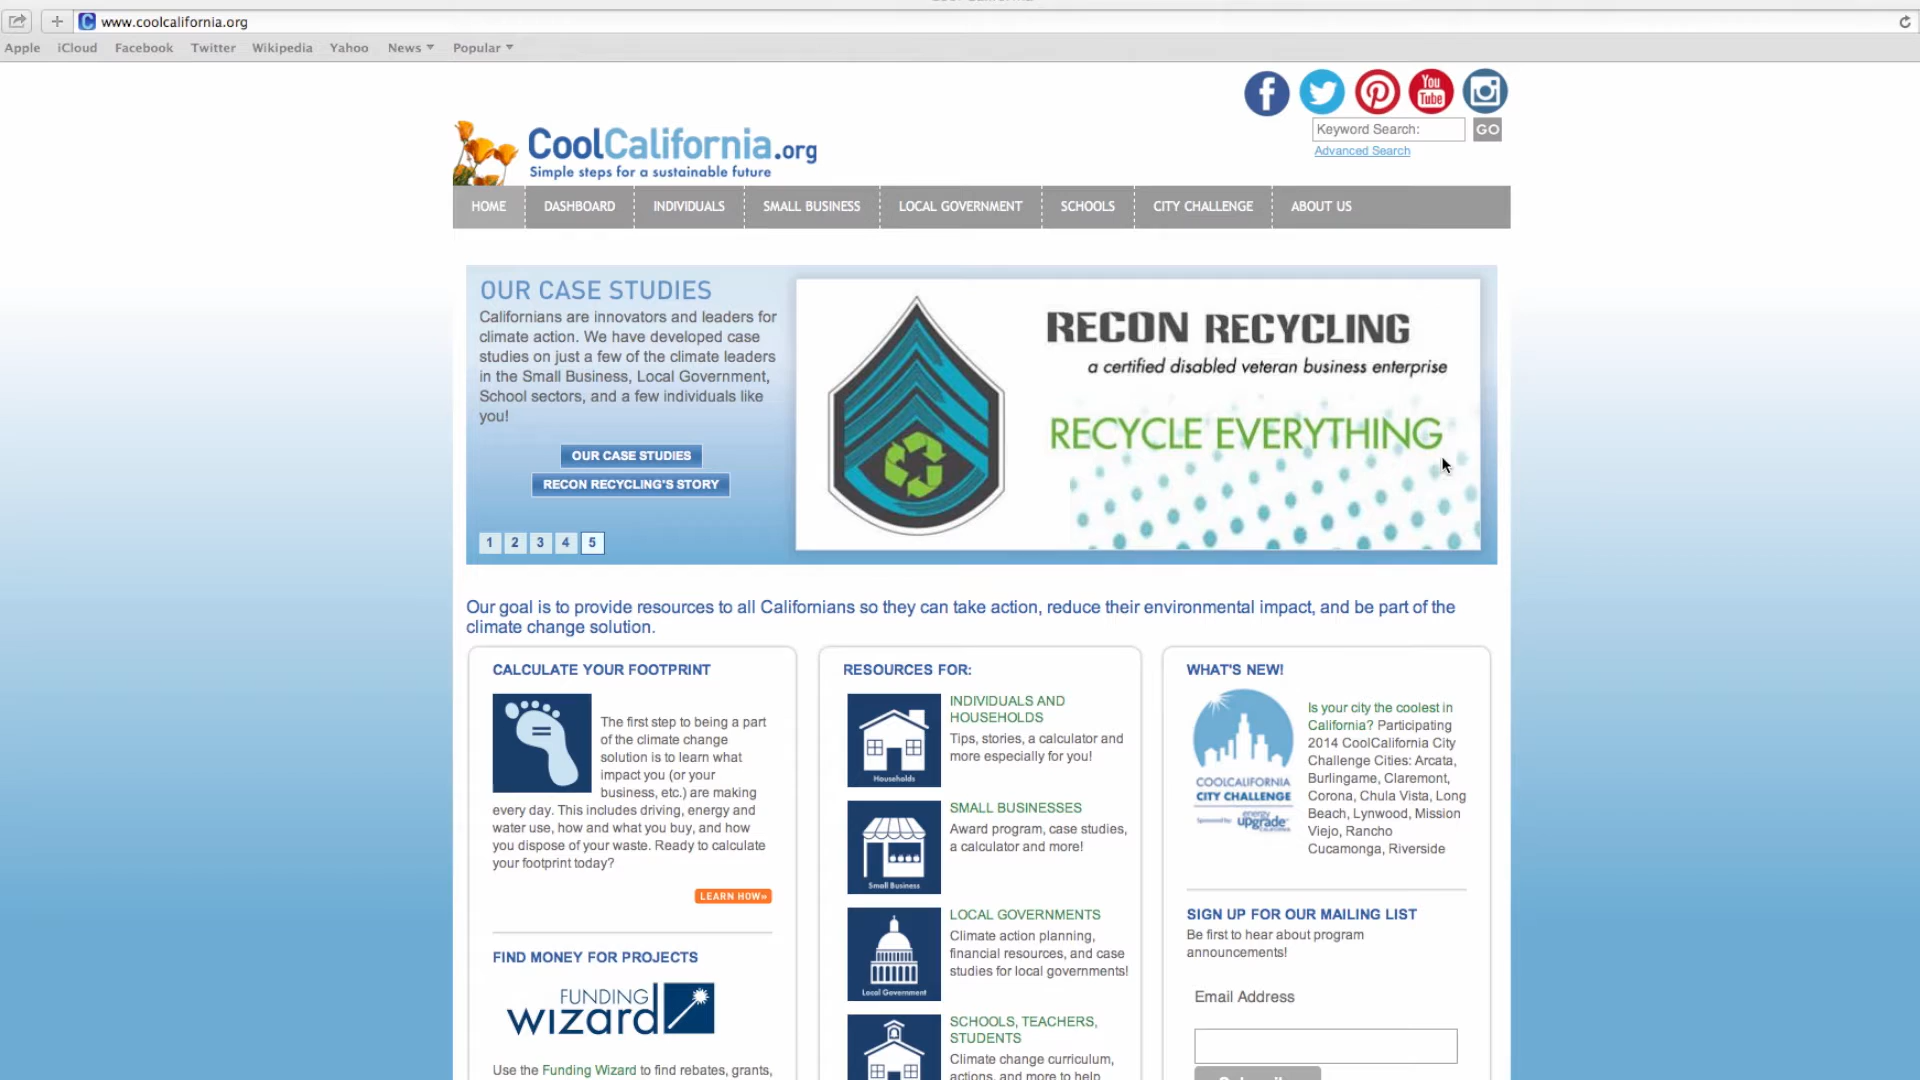 www.coolcalifornia.org
Apple iCloud Facebook Twitter Wikipedia Yahoo News Popular
You
Tube
Keyword Search: GO
Advanced Search
CoolCalifornia.org
Simple steps for a sustainable future
HOME DASHBOARD INDIVIDUALS SMALL BUSINESS LOCAL GOVERNMENT SCHOOLS CITY CHALLENGE ABOUT US
OUR CASE STUDIES
Californians are innovators and leaders for
climate action. We have developed case
studies on just a few of the climate leaders
in the Small Business, Local Government,
School sectors, and a few individuals like
you!
OUR CASE STUDIES
RECON RECYCLING'S STORY
1 2 3 4 5
RECON RECYCLING
a certified disabled veteran business enterprise
RECYCLE EVERYTHING
Our goal is to provide resources to all Californians so they can take action, reduce their environmental impact, and be part of the
climate change solution.
CALCULATE YOUR FOOTPRINT
The first step to being a part
of the climate change
solution is to learn what
impact you (or your
business, etc.) are making
every day. This includes driving, energy and
water use, how and what you buy, and how
you dispose of your waste. Ready to calculate
your footprint today?
LEARN HOW»
FIND MONEY FOR PROJECTS
FUNDING
wizard
Use the Funding Wizard to find rebates, grants,
RESOURCES FOR:
Households
INDIVIDUALS AND
HOUSEHOLDS
Tips, stories, a calculator and
more especially for you!
Small Business
SMALL BUSINESSES
Award program, case studies,
a calculator and more!
Local Government
LOCAL GOVERNMENTS
Climate action planning,
financial resources, and case
studies for local governments!
SCHOOLS, TEACHERS,
STUDENTS
Climate change curriculum,
actions, and more to help
WHAT'S NEW!
COOLCALIFORNIA
CITY CHALLENGE
Sponsored by: energy
upgrade
CALIFORNIA
Is your city the coolest in
California? Participating
2014 CoolCalifornia City
Challenge Cities: Arcata,
Burlingame, Claremont,
Corona, Chula Vista, Long
Beach, Lynwood, Mission
Viejo, Rancho
Cucamonga, Riverside
SIGN UP FOR OUR MAILING LIST
Be first to hear about program
announcements!
Email Address